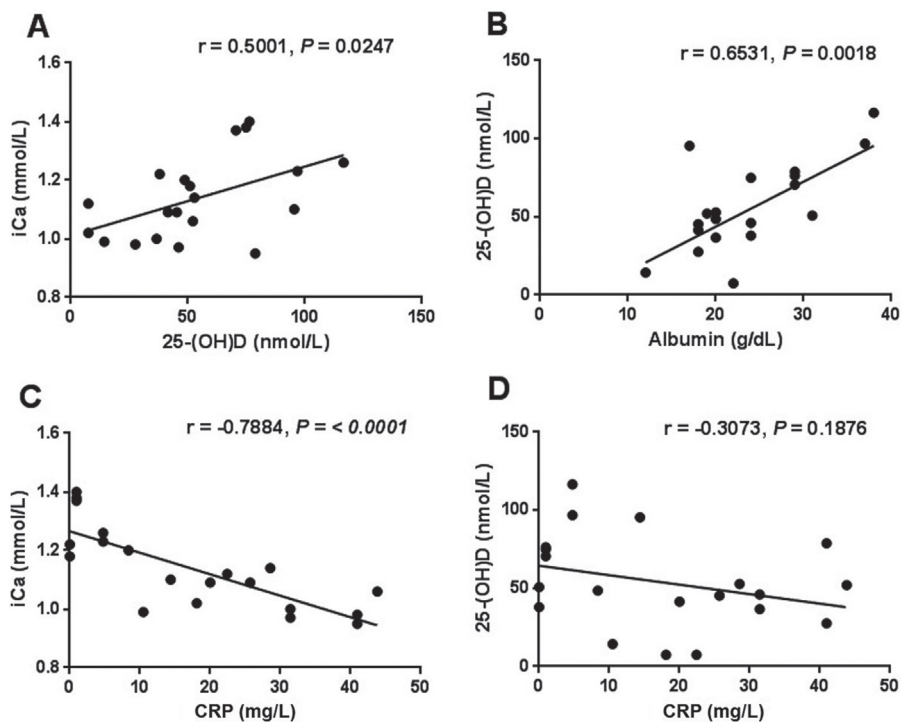 A
r = 0.5001, P = 0.0247
1.6
1.4
1.2
1.0
0.8
iCa (mmol/L)
0
50
100
150
25-(OH)D (nmol/L)
B
r = 0.6531, P = 0.0018
150
100
50
0
25-(OH)D (nmol/L)
0
10
20
30
40
Albumin (g/dL)
C
r = -0.7884, P = < 0.0001
1.6
1.4
1.2
1.0
0.8
iCa (mmol/L)
0
10
20
30
40
50
CRP (mg/L)
D
r = -0.3073, P = 0.1876
150
100
50
0
25-(OH)D (nmol/L)
0
10
20
30
40
50
CRP (mg/L)